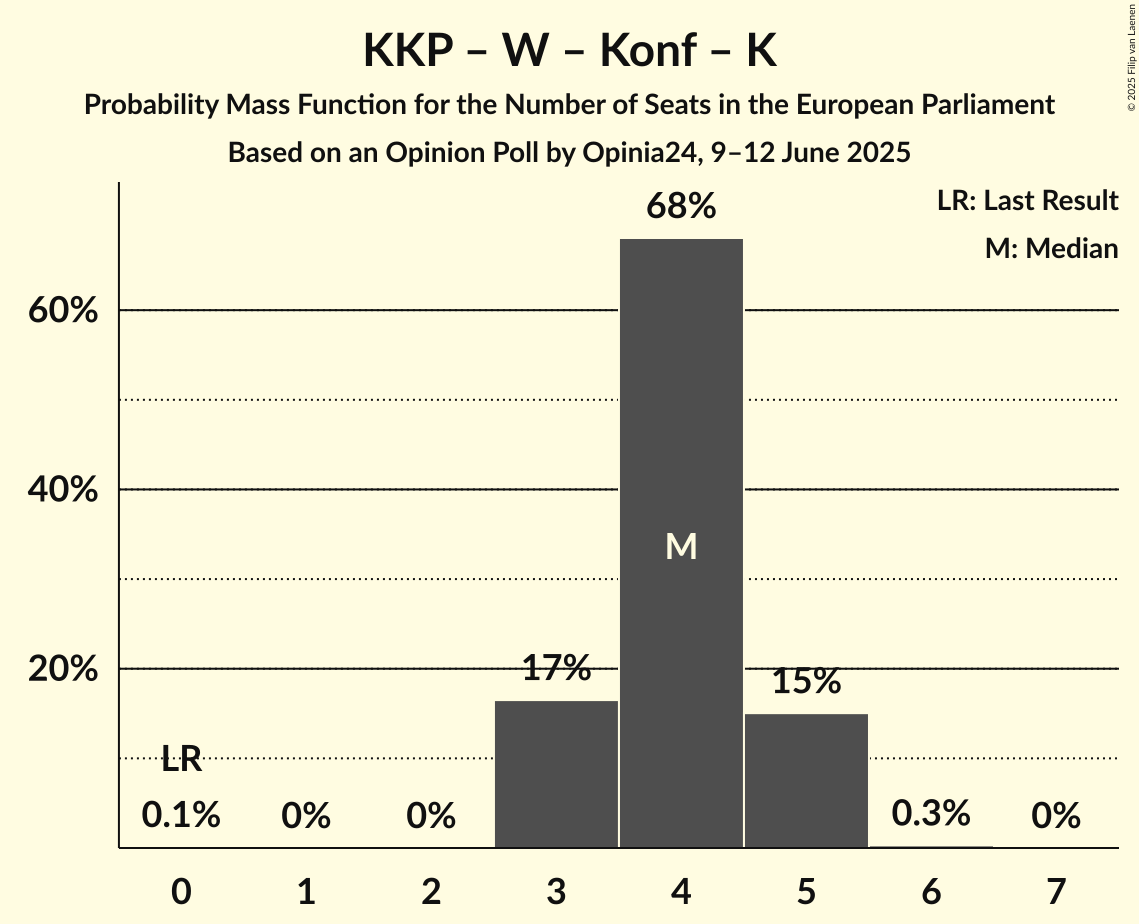 KKP – W – Konf – K
Probability Mass Function for the Number of Seats in the European Parliament
Based on an Opinion Poll by Opinia24, 9–12 June 2025
© 2025 Filip van Laenen
LR: Last Result
M: Median
68%
60%
40%
M
20%
17%
15%
LR
0.1%
0%
0%
0.3%
0%
0
1
2
3
4
5
6
7